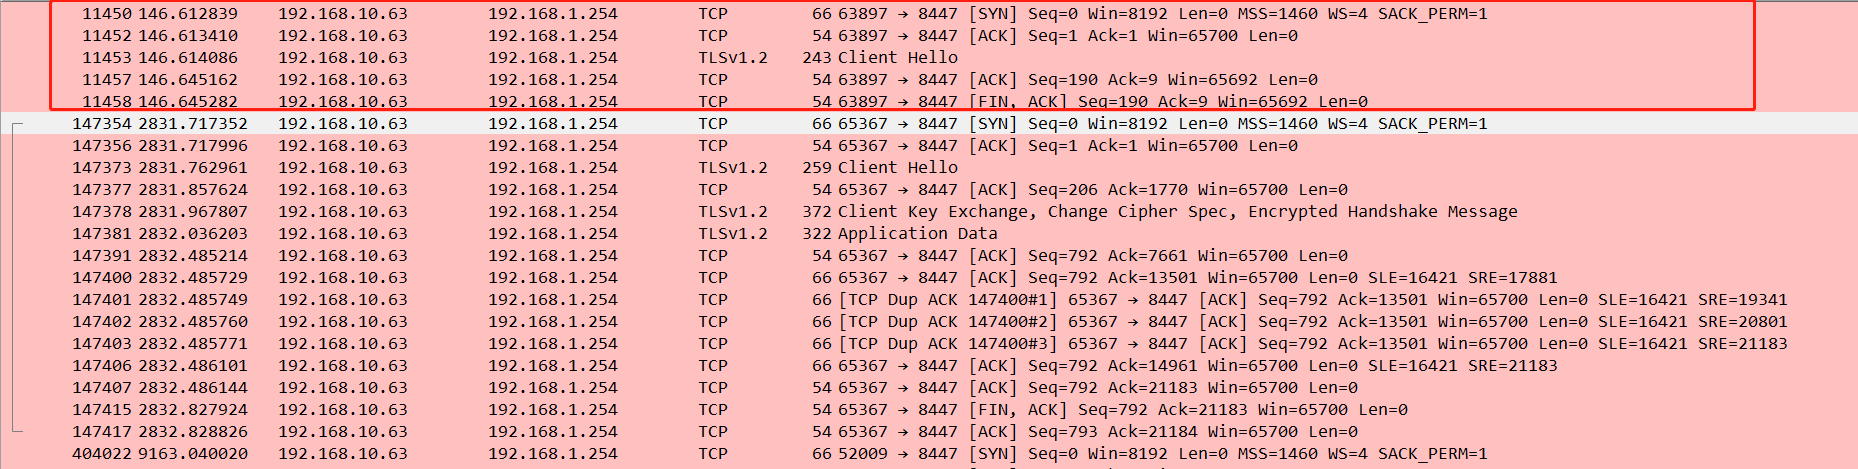 11450 146.612839 192.168.10.63 192.168.1.254 TCP 66 63897 → 8447 [SYN] Seq=0 Win=8192 Len=0 MSS=1460 WS=4 SACK_PERM=1
11452 146.613410 192.168.10.63 192.168.1.254 TCP 54 63897 → 8447 [ACK] Seq=1 Ack=1 Win=65700 Len=0
11453 146.614086 192.168.10.63 192.168.1.254 TLSv1.2 243 Client Hello
11457 146.645162 192.168.10.63 192.168.1.254 TCP 54 63897 → 8447 [ACK] Seq=190 Ack=9 Win=65692 Len=0
11458 146.645282 192.168.10.63 192.168.1.254 TCP 54 63897 → 8447 [FIN, ACK] Seq=190 Ack=9 Win=65692 Len=0
147354 2831.717352 192.168.10.63 192.168.1.254 TCP 66 65367 → 8447 [SYN] Seq=0 Win=8192 Len=0 MSS=1460 WS=4 SACK_PERM=1
147356 2831.717996 192.168.10.63 192.168.1.254 TCP 54 65367 → 8447 [ACK] Seq=1 Ack=1 Win=65700 Len=0
147373 2831.762961 192.168.10.63 192.168.1.254 TLSv1.2 259 Client Hello
147377 2831.857624 192.168.10.63 192.168.1.254 TCP 54 65367 → 8447 [ACK] Seq=206 Ack=1770 Win=65700 Len=0
147378 2831.967807 192.168.10.63 192.168.1.254 TLSv1.2 372 Client Key Exchange, Change Cipher Spec, Encrypted Handshake Message
147381 2832.036203 192.168.10.63 192.168.1.254 TLSv1.2 322 Application Data
147391 2832.485214 192.168.10.63 192.168.1.254 TCP 54 65367 → 8447 [ACK] Seq=792 Ack=7661 Win=65700 Len=0
147400 2832.485729 192.168.10.63 192.168.1.254 TCP 66 65367 → 8447 [ACK] Seq=792 Ack=13501 Win=65700 Len=0 SLE=16421 SRE=17881
147401 2832.485749 192.168.10.63 192.168.1.254 TCP 66 [TCP Dup ACK 147400#1] 65367 → 8447 [ACK] Seq=792 Ack=13501 Win=65700 Len=0 SLE=16421 SRE=19341
147402 2832.485760 192.168.10.63 192.168.1.254 TCP 66 [TCP Dup ACK 147400#2] 65367 → 8447 [ACK] Seq=792 Ack=13501 Win=65700 Len=0 SLE=16421 SRE=20801
147403 2832.485771 192.168.10.63 192.168.1.254 TCP 66 [TCP Dup ACK 147400#3] 65367 → 8447 [ACK] Seq=792 Ack=13501 Win=65700 Len=0 SLE=16421 SRE=21183
147406 2832.486101 192.168.10.63 192.168.1.254 TCP 66 65367 → 8447 [ACK] Seq=792 Ack=14961 Win=65700 Len=0 SLE=16421 SRE=21183
147407 2832.486144 192.168.10.63 192.168.1.254 TCP 54 65367 → 8447 [ACK] Seq=792 Ack=21183 Win=65700 Len=0
147415 2832.827924 192.168.10.63 192.168.1.254 TCP 54 65367 → 8447 [FIN, ACK] Seq=792 Ack=21183 Win=65700 Len=0
147417 2832.828826 192.168.10.63 192.168.1.254 TCP 54 65367 → 8447 [ACK] Seq=793 Ack=21184 Win=65700 Len=0
404022 9163.040020 192.168.10.63 192.168.1.254 TCP 66 52009 → 8447 [SYN] Seq=0 Win=8192 Len=0 MSS=1460 WS=4 SACK_PERM=1